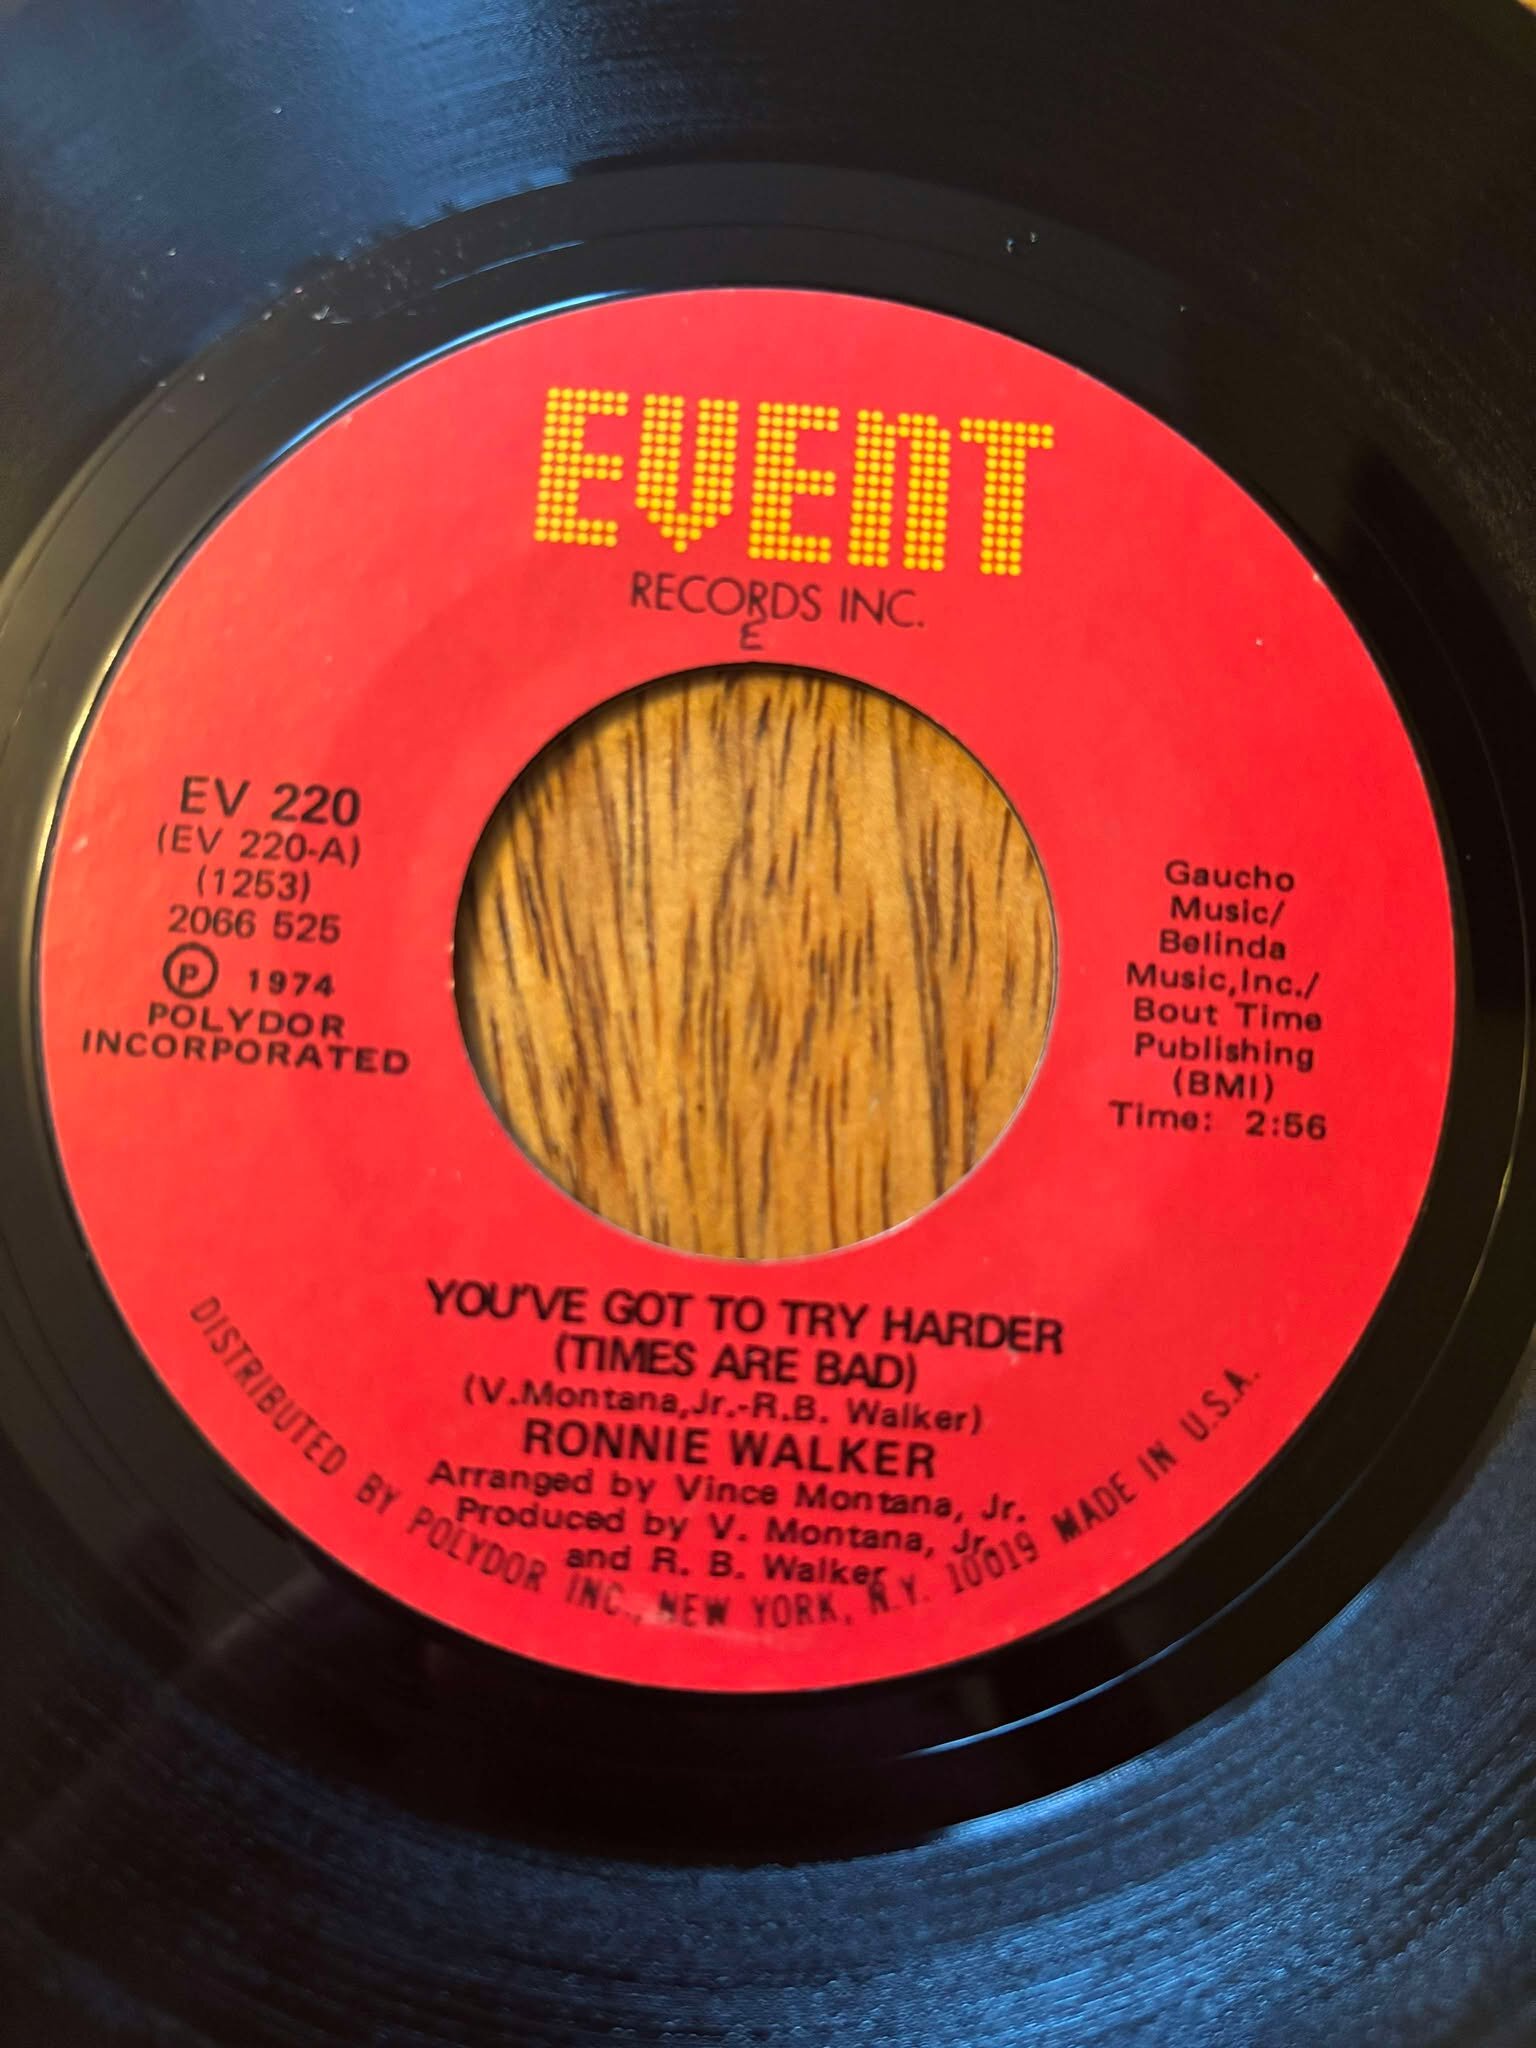 EVENT
RECORDS INC.
E
EV 220
(EV 220-A)
(1253)
2066 525
Ⓟ 1974
POLYDOR
INCORPORATED
Gaucho
Music/
Belinda
Music,Inc./
Bout Time
Publishing
(BMI)
Time: 2:56
YOU'VE GOT TO TRY HARDER
(TIMES ARE BAD)
(V.Montana,Jr.-R.B. Walker)
RONNIE WALKER
Arranged by Vince Montana, Jr.
Produced by V. Montana, Jr.
and R. B. Walker
DISTRIBUTED BY POLYDOR INC., NEW YORK, N.Y. 10019 MADE IN U.S.A.